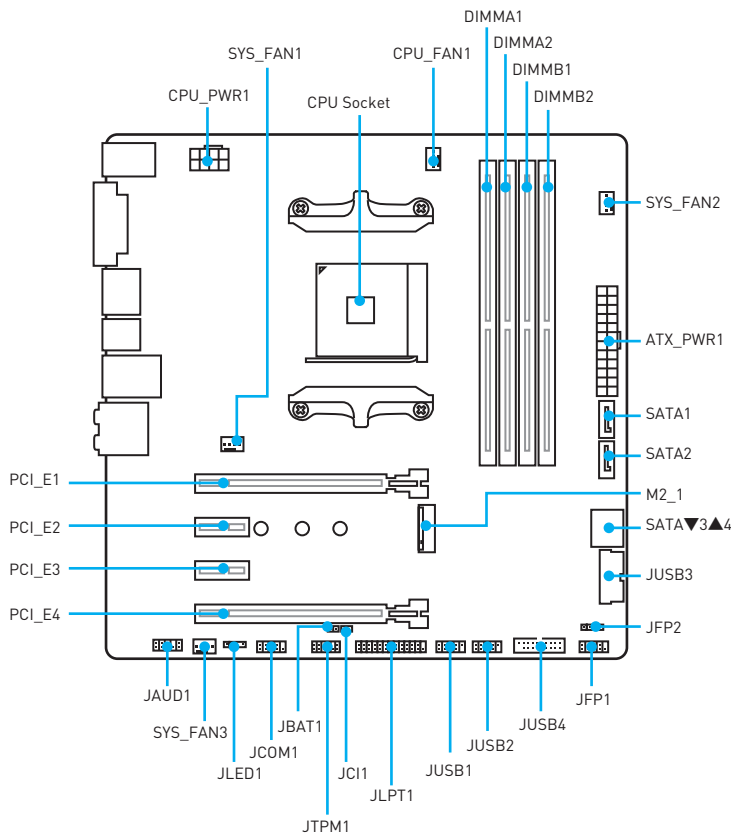 DIMMA1
DIMMA2
SYS_FAN1
CPU_FAN1
DIMMB1
CPU_PWR1
CPU Socket
DIMMB2
SYS_FAN2
ATX_PWR1
SATA1
SATA2
PCI_E1
M2_1
PCI_E2
SATA▼3▲4
PCI_E3
JUSB3
PCI_E4
JFP2
JAUD1
SYS_FAN3
JLED1
JCOM1
JBAT1
JTPM1
JCI1
JLPT1
JUSB1
JUSB2
JUSB4
JFP1